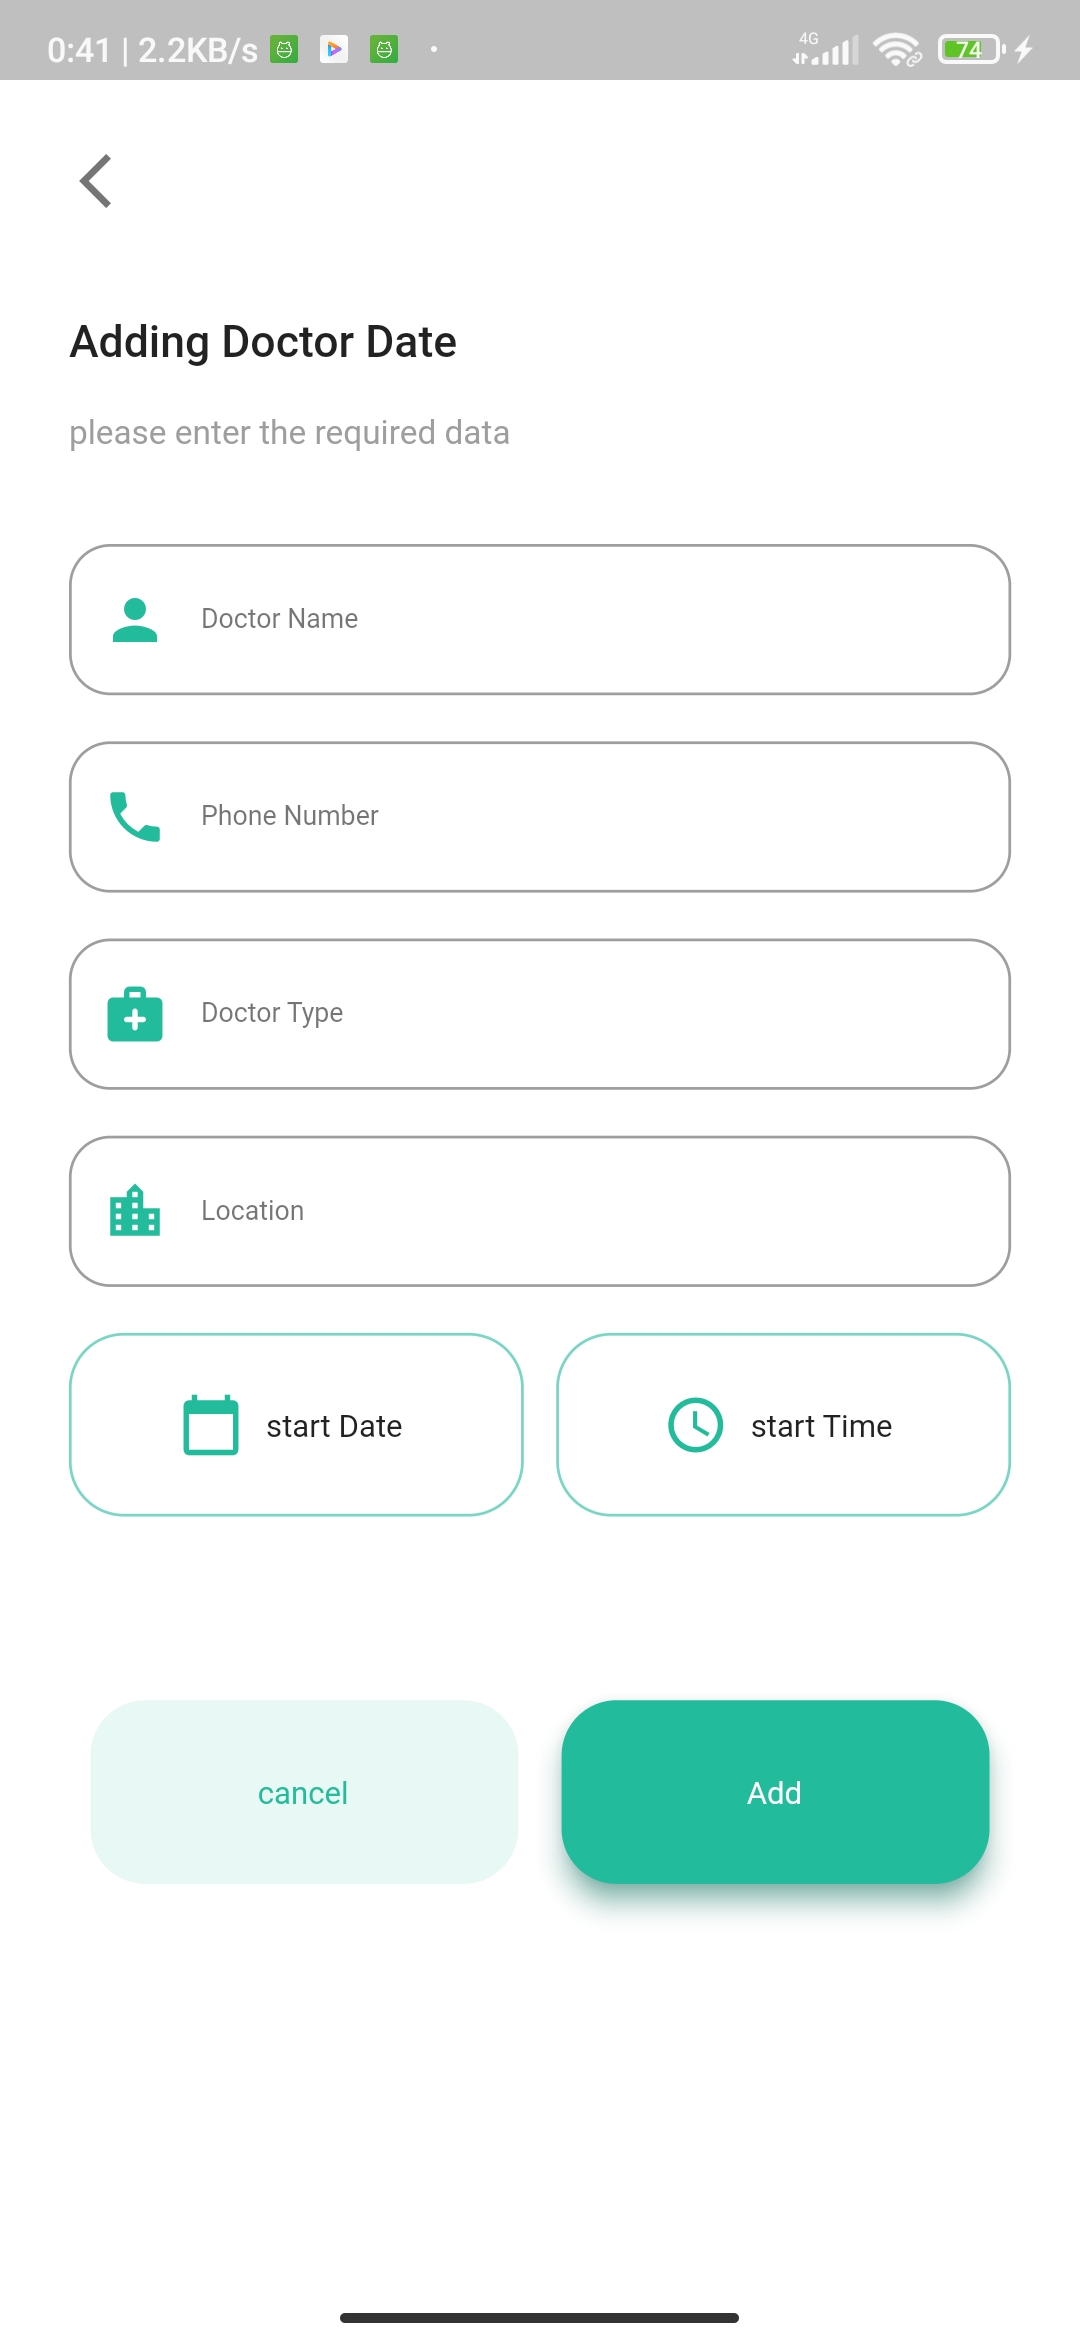 0:41 | 2.2KB/s
4G
74
Adding Doctor Date
please enter the required data
Doctor Name
Phone Number
Doctor Type
Location
start Date
start Time
cancel
Add